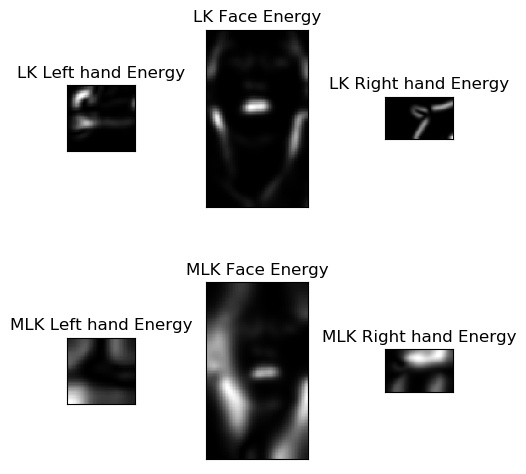 LK Face Energy
LK Left hand Energy
LK Right hand Energy
MLK Face Energy
MLK Left hand Energy
MLK Right hand Energy